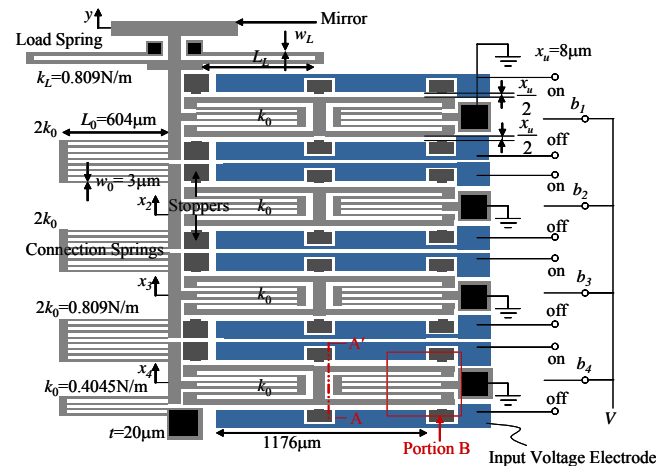 y
Mirror
Load Spring
w_L
L_L
x_u=8μm
k_L=0.809N/m
on
x_u/2
b_1
k_0
L_0=604μm
2k_0
x_u/2
off
w_0= 3μm
on
x_2
Stoppers
k_0
b_2
2k_0
off
Connection Springs
on
x_3
k_0
b_3
2k_0=0.809N/m
off
A'
on
x_4
b_4
k_0=0.4045N/m
k_0
off
A
t=20μm
1176μm
Portion B
V
Input Voltage Electrode